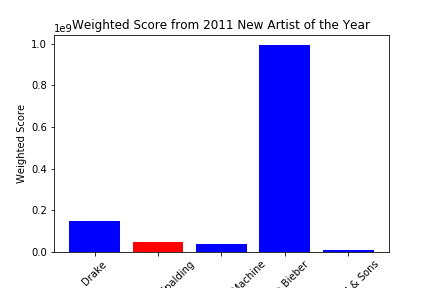 Weighted Score from 2011 New Artist of the Year
1e9
1.0
0.8
0.6
0.4
0.2
0.0
Weighted Score
Drake
Machine
Bieber
& Sons